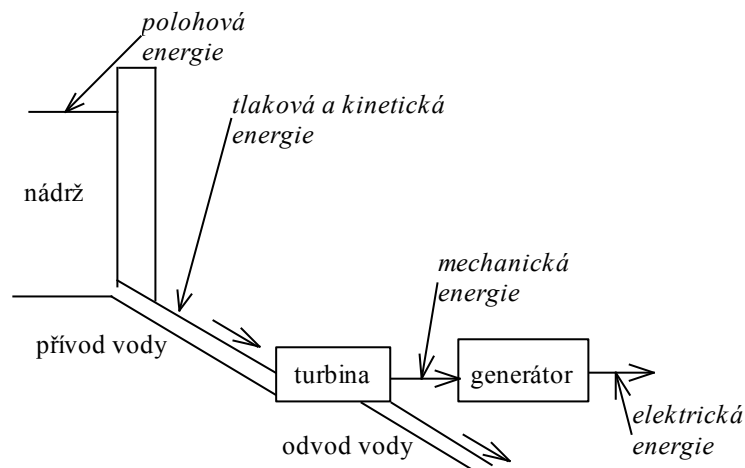 polohová
energie
tlaková a kinetická
energie
nádrž
mechanická
energie
přívod vody
turbina
generátor
elektrická
energie
odvod vody